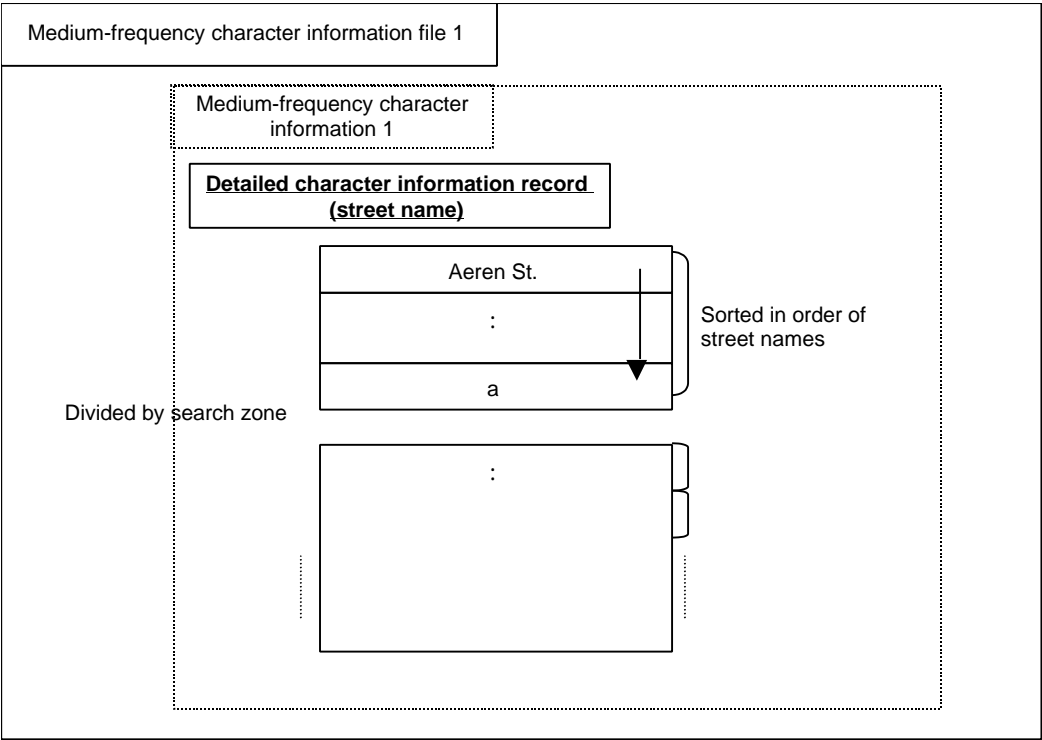 Medium-frequency character information file 1
Medium-frequency character
information 1
Detailed character information record
(street name)
Aeren St.
:
Sorted in order of
street names
a
Divided by search zone
: